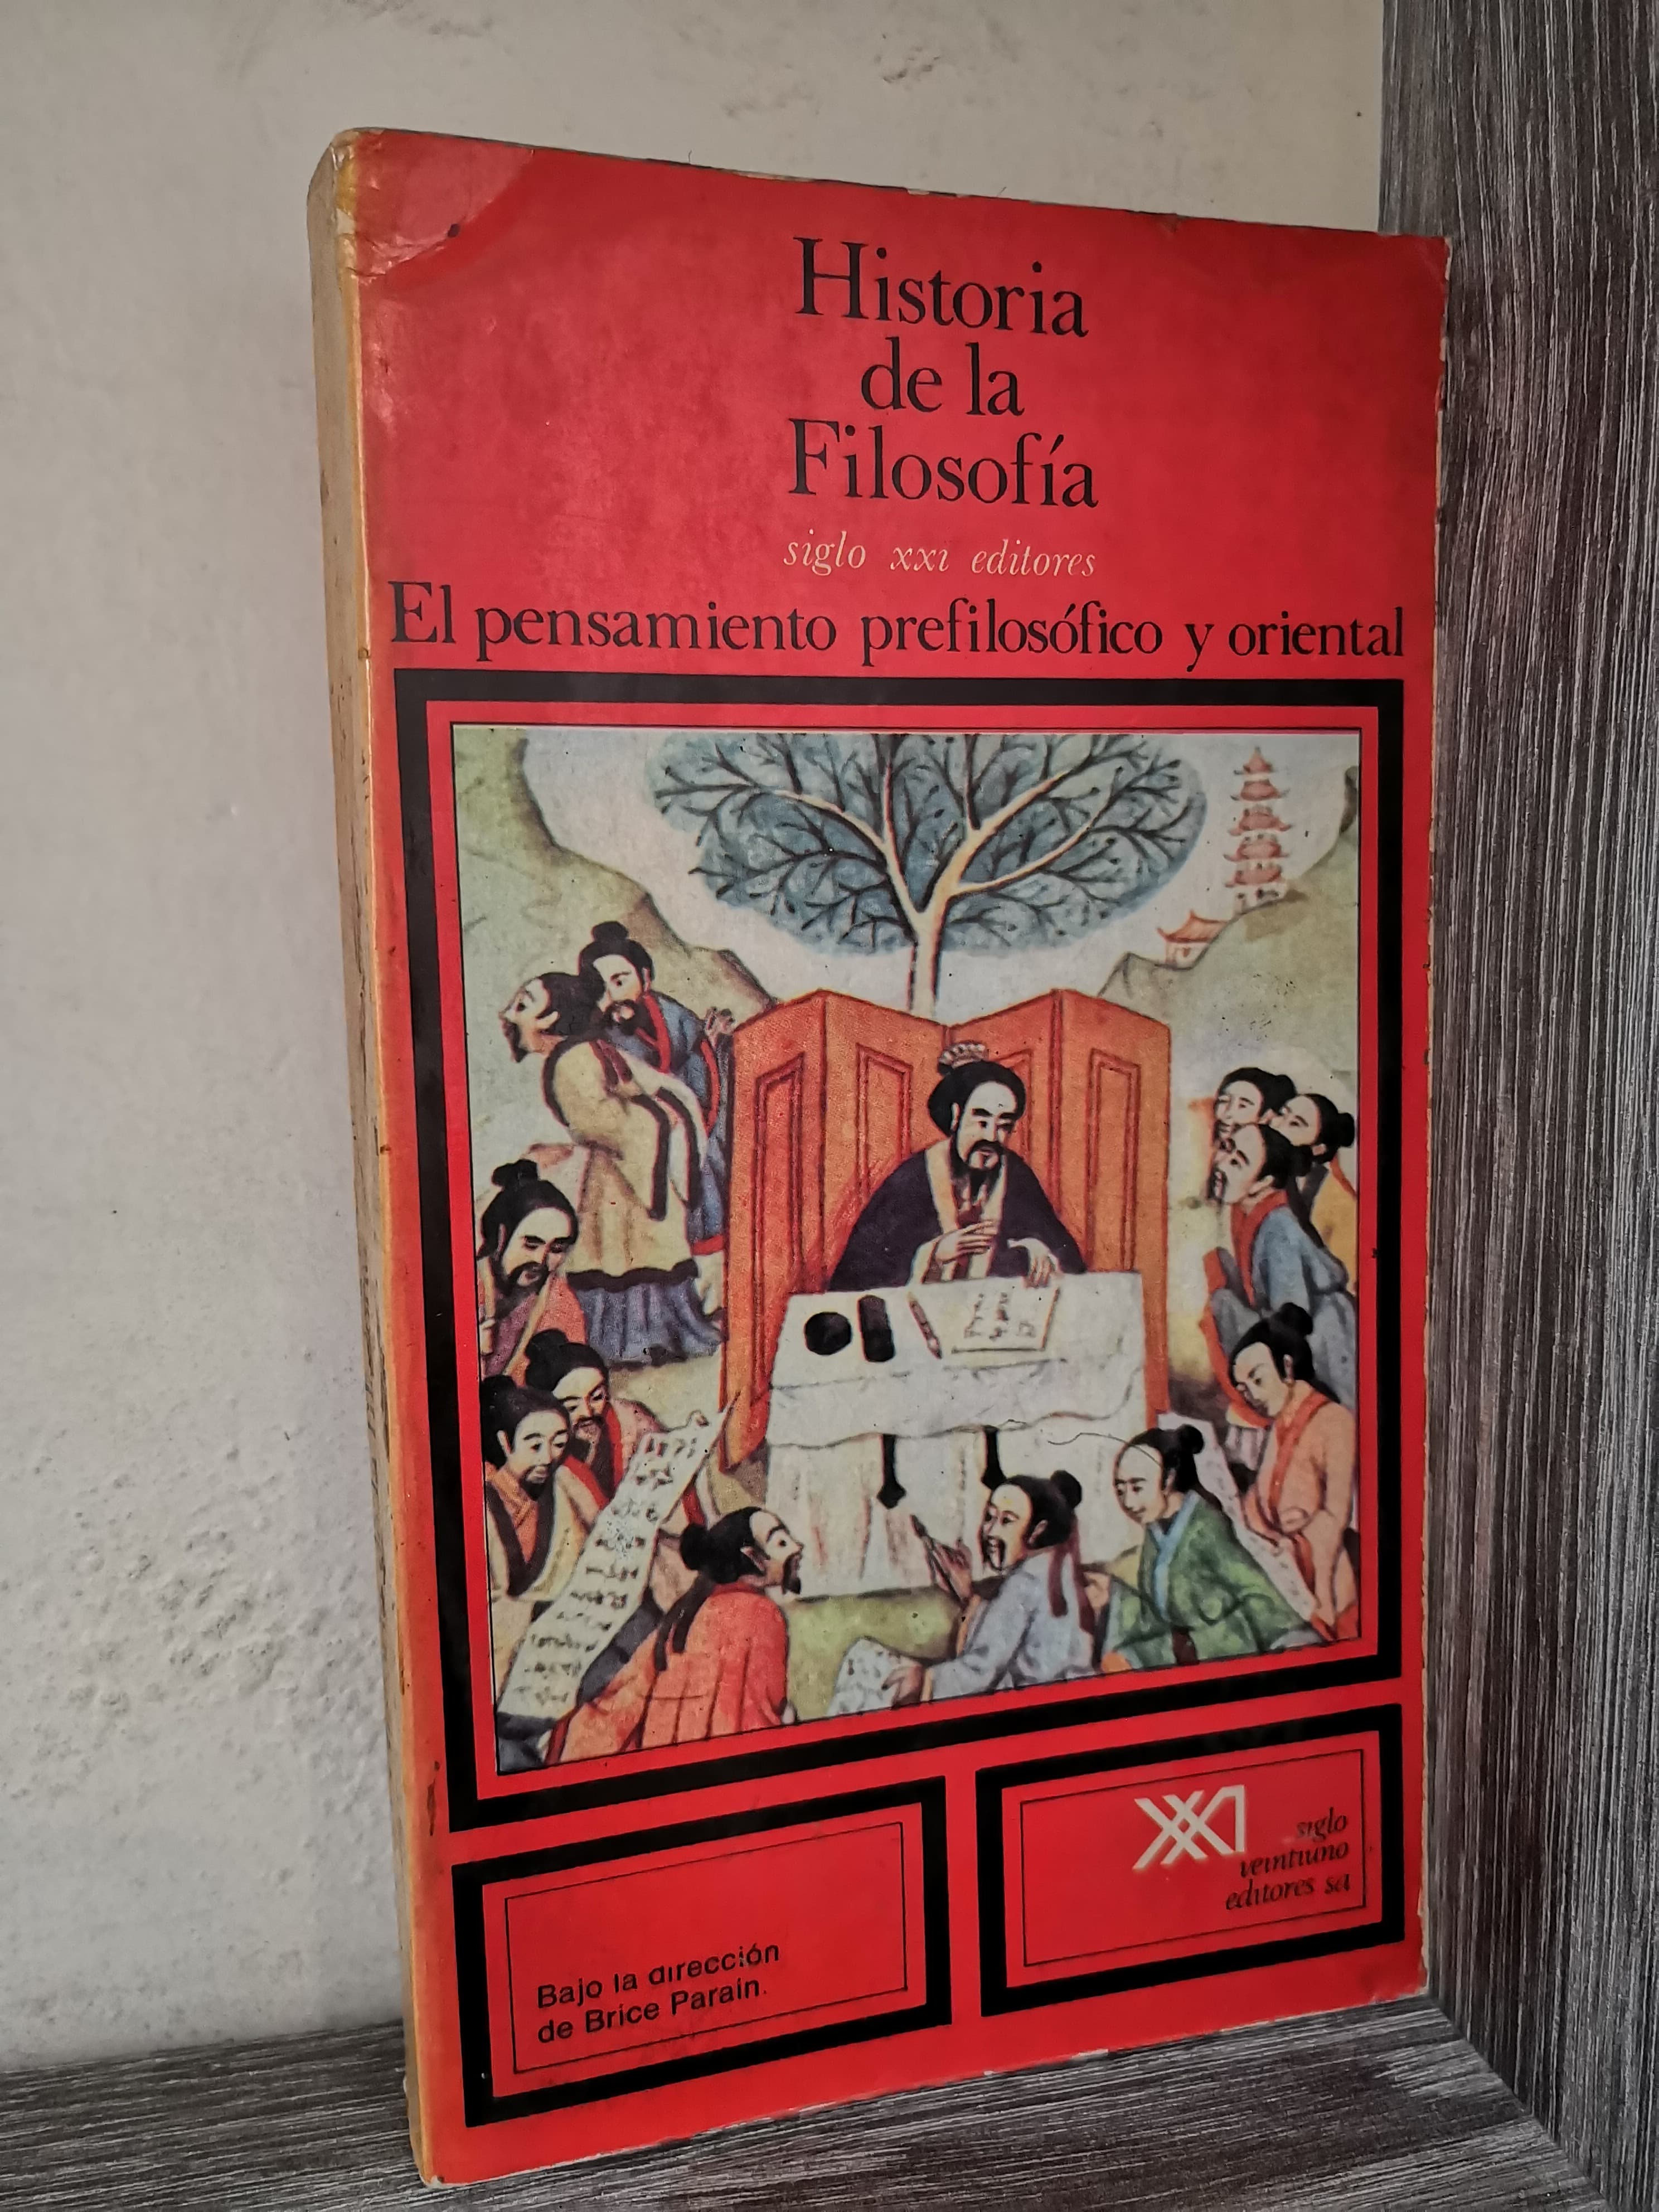 Historia
de la
Filosofía
siglo xxi editores
El pensamiento prefilosófico y oriental
Bajo la dirección
de Brice Parain.
XXI
siglo
veintiuno
editores sa